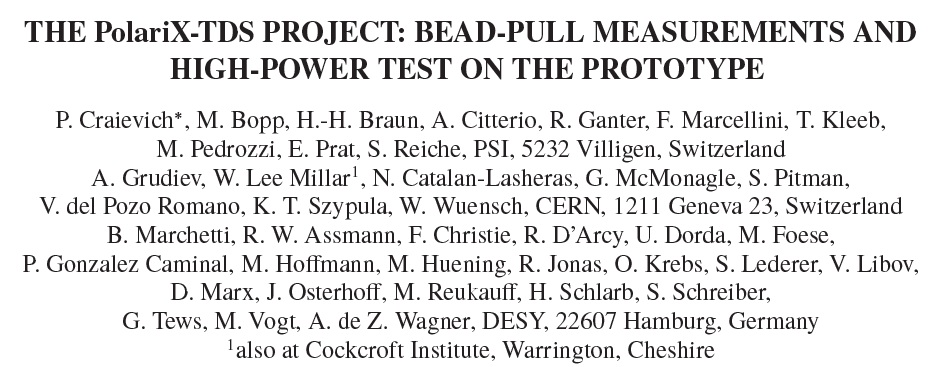 THE PolariX-TDS PROJECT: BEAD-PULL MEASUREMENTS AND
HIGH-POWER TEST ON THE PROTOTYPE
P. Craievich*, M. Bopp, H.-H. Braun, A. Citterio, R. Ganter, F. Marcellini, T. Kleeb,
M. Pedrozzi, E. Prat, S. Reiche, PSI, 5232 Villigen, Switzerland
A. Grudiev, W. Lee Millar¹, N. Catalan-Lasheras, G. McMonagle, S. Pitman,
V. del Pozo Romano, K. T. Szypula, W. Wuensch, CERN, 1211 Geneva 23, Switzerland
B. Marchetti, R. W. Assmann, F. Christie, R. D'Arcy, U. Dorda, M. Foese,
P. Gonzalez Caminal, M. Hoffmann, M. Huening, R. Jonas, O. Krebs, S. Lederer, V. Libov,
D. Marx, J. Osterhoff, M. Reukauff, H. Schlarb, S. Schreiber,
G. Tews, M. Vogt, A. de Z. Wagner, DESY, 22607 Hamburg, Germany
¹also at Cockcroft Institute, Warrington, Cheshire